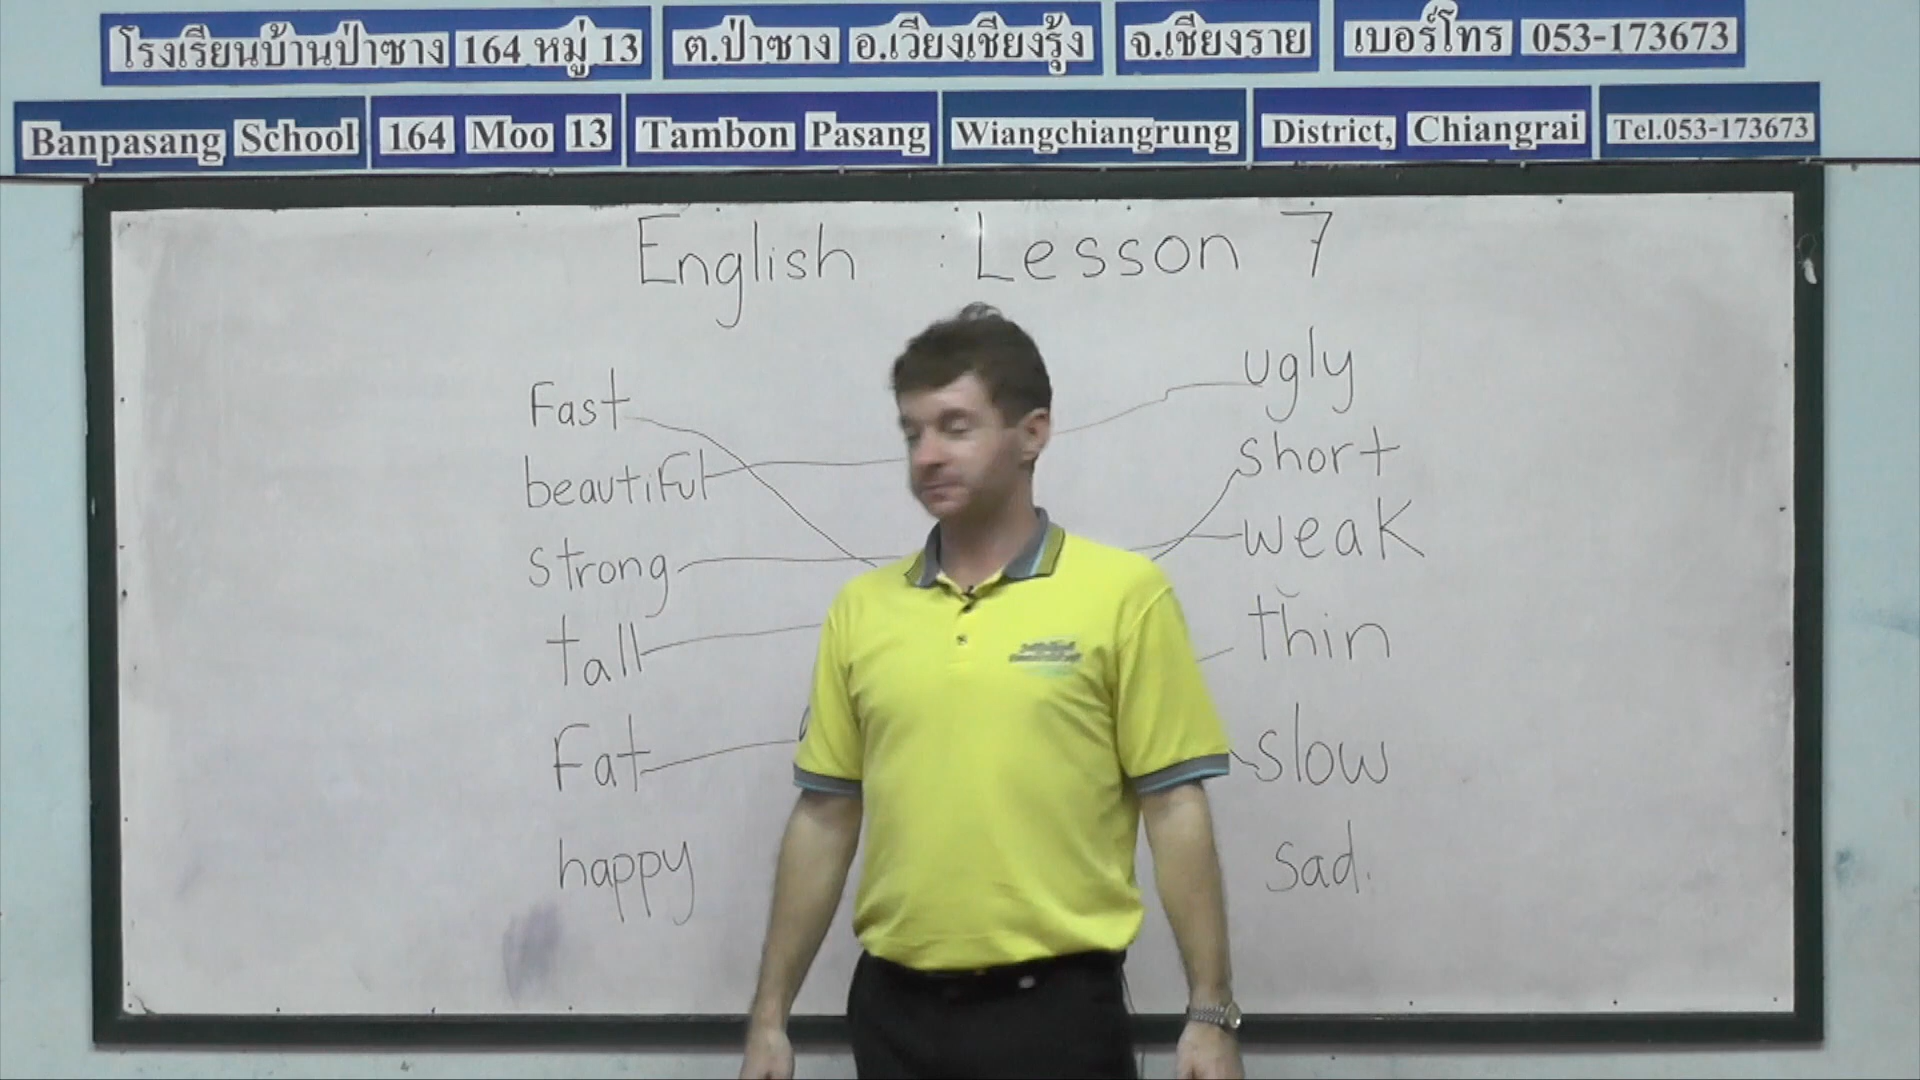 โรงเรียนบ้านป่าซาง 164 หมู่ 13 ต.ป่าซาง อ.เวียงเชียงรุ้ง จ.เชียงราย เบอร์โทร 053-173673
Banpasang School 164 Moo 13 Tambon Pasang Wiangchiangrung District, Chiangrai Tel.053-173673
English : Lesson 7
Fast
beautiful
strong
tall
Fat
happy
ugly
short
weak
thin
slow
sad.